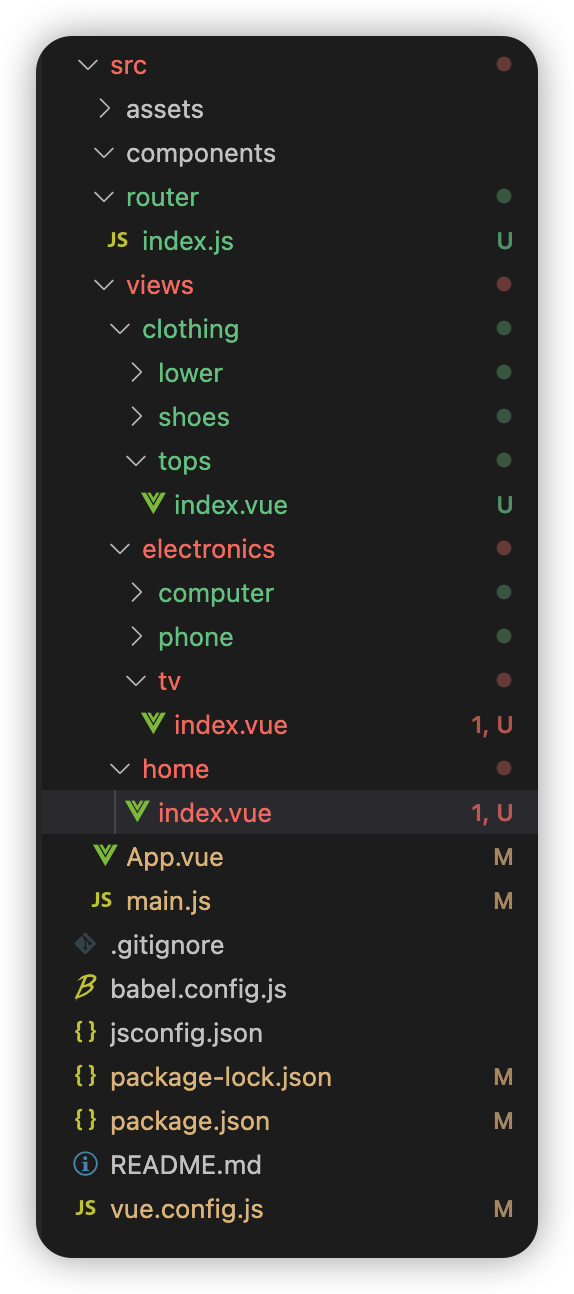 src
assets
components
router
JS index.js U
views
clothing
lower
shoes
tops
index.vue U
electronics
computer
phone
tv
index.vue 1, U
home
index.vue 1, U
App.vue M
JS main.js M
.gitignore
B babel.config.js
{ } jsconfig.json
{ } package-lock.json M
{ } package.json M
i README.md
JS vue.config.js M